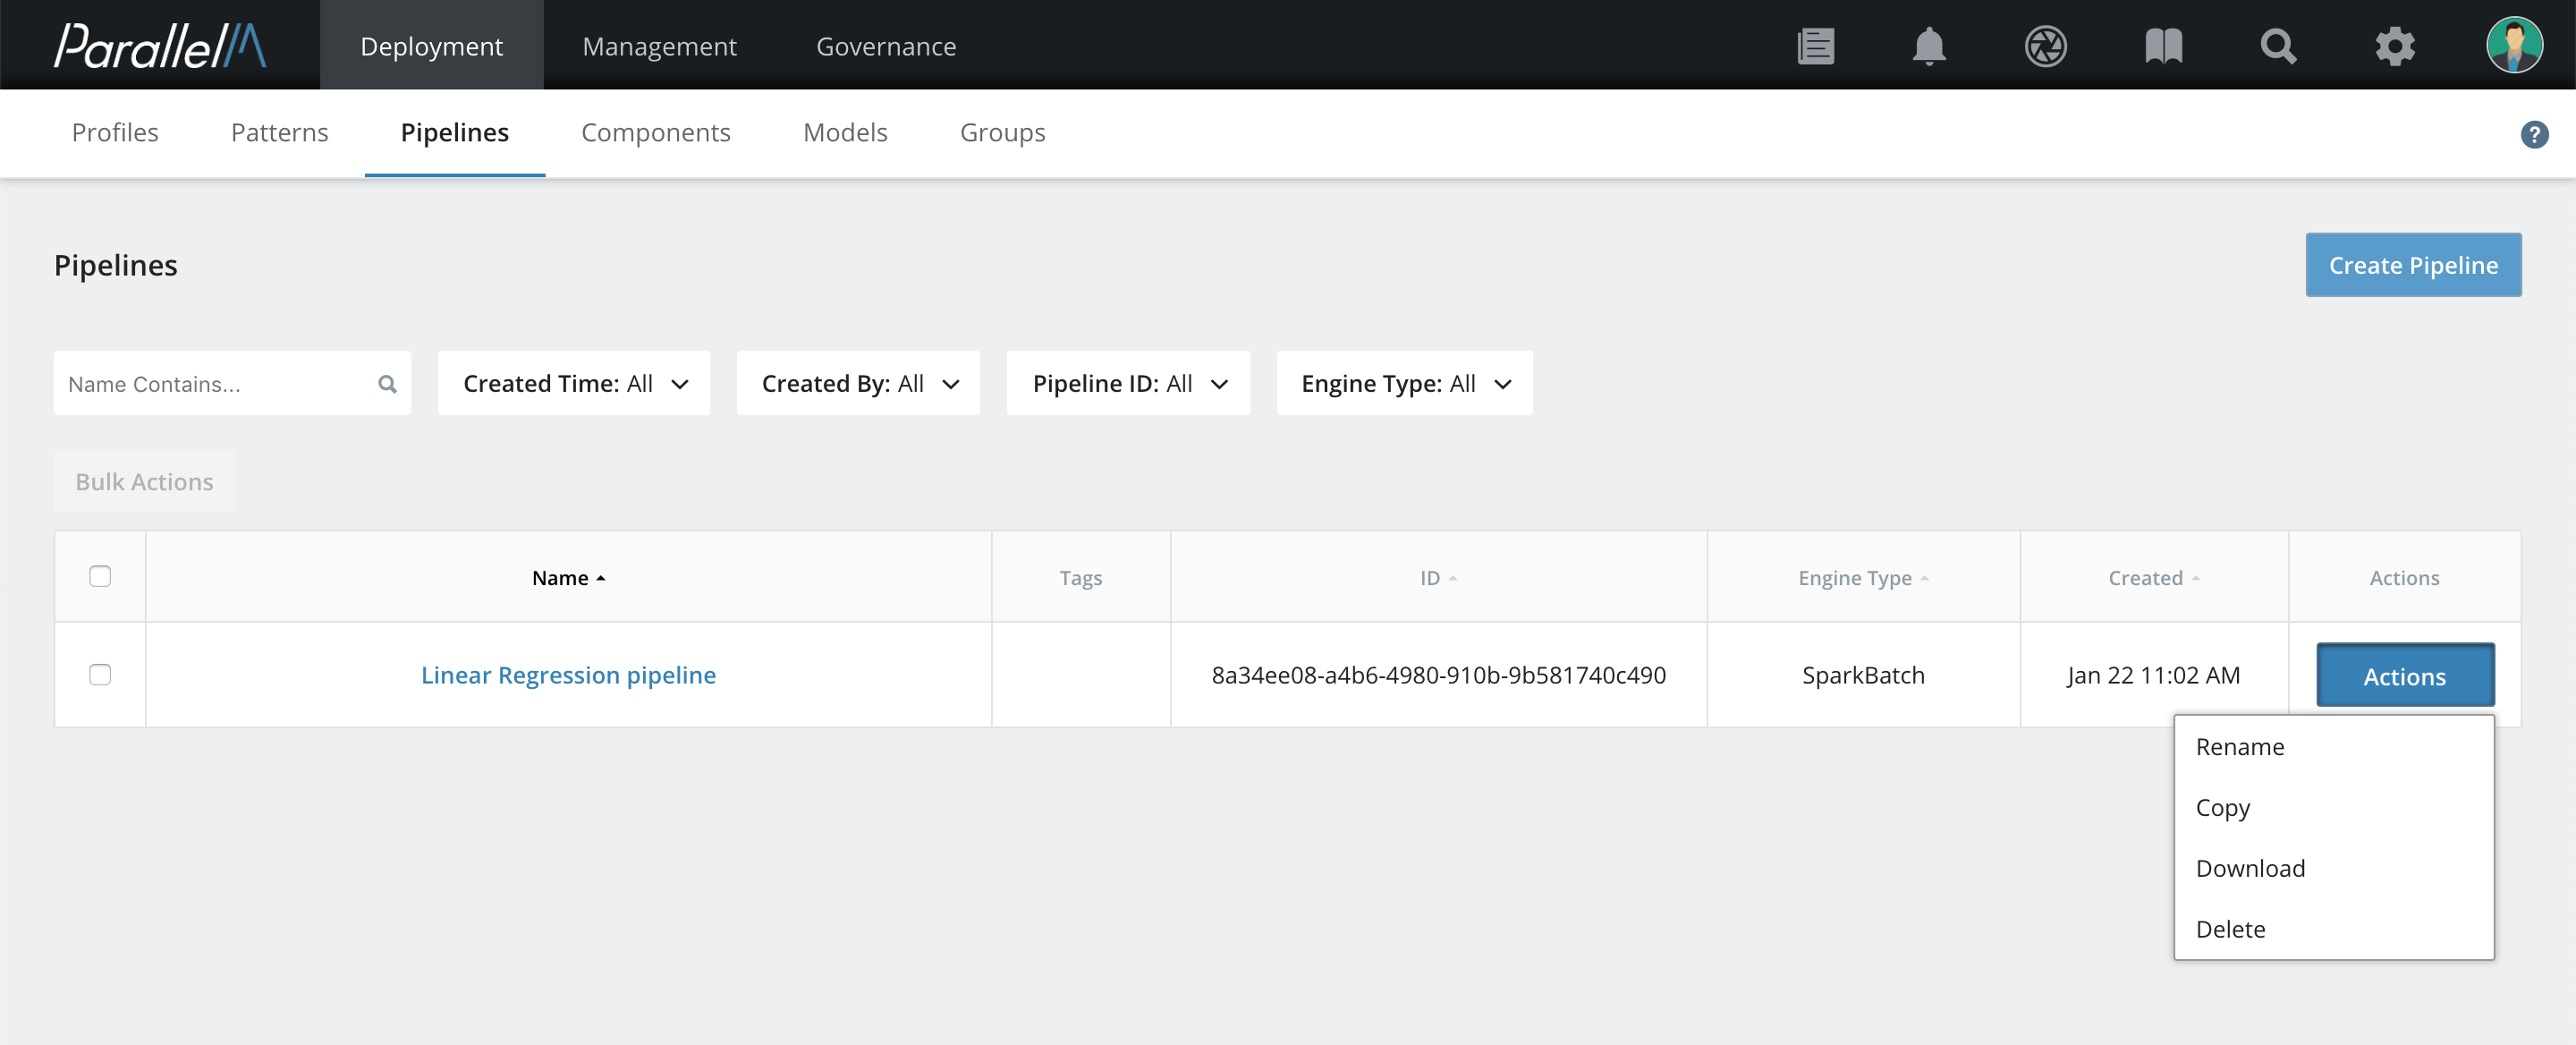 ParallelM
Deployment
Management
Governance
Profiles
Patterns
Pipelines
Components
Models
Groups
?
Pipelines
Create Pipeline
Name Contains...
Created Time: All
Created By: All
Pipeline ID: All
Engine Type: All
Bulk Actions
Name
Tags
ID
Engine Type
Created
Actions
Linear Regression pipeline
8a34ee08-a4b6-4980-910b-9b581740c490
SparkBatch
Jan 22 11:02 AM
Actions
Rename
Copy
Download
Delete